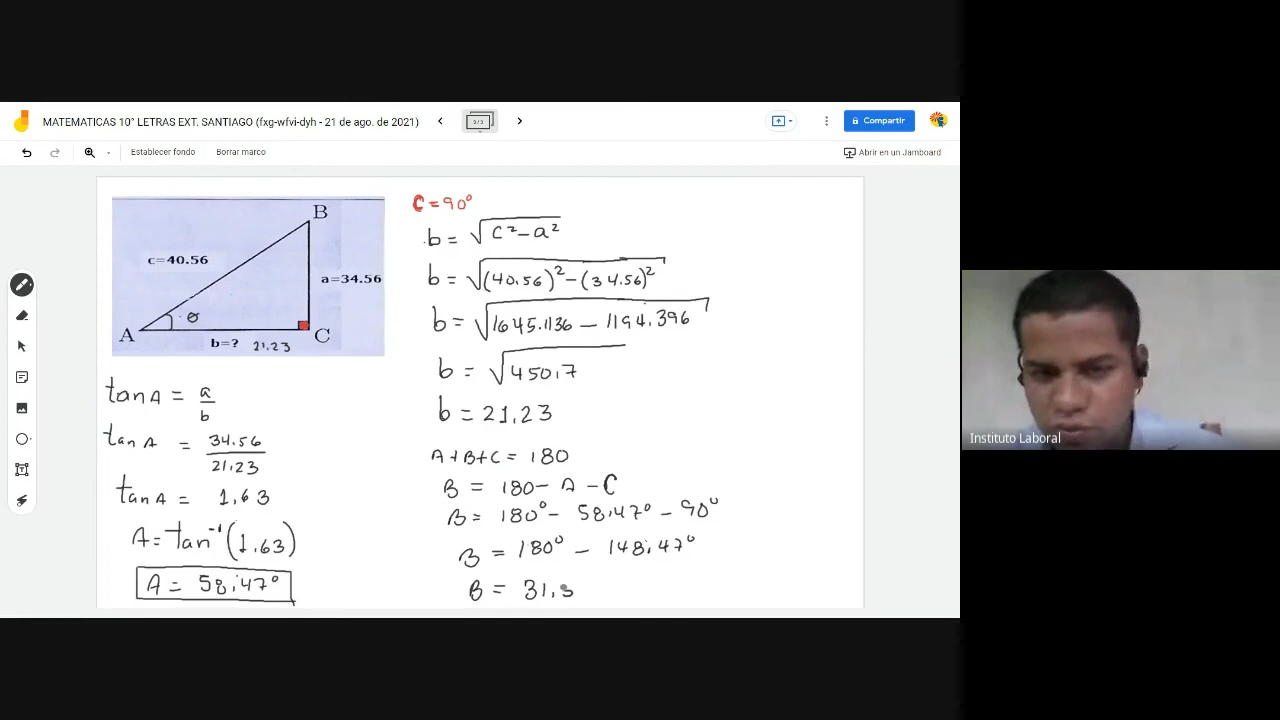 MATEMATICAS 10° LETRAS EXT. SANTIAGO (fxg-wfvi-dyh - 21 de ago. de 2021)
3/3
Compartir
Establecer fondo
Borrar marco
Abrir en un Jamboard
B
c=40.56
a=34.56
θ
A
C
b=? 21.23
tan A = a/b
tan A = 34.56/21.23
tan A = 1.63
A = tan⁻¹(1.63)
A = 58.47°
C = 90°
b = √c²-a²
b = √(40.56)²-(34.56)²
b = √1645.1136 - 1194.396
b = √450.7
b = 21.23
A+B+C = 180
B = 180 - A - C
B = 180° - 58.47° - 90°
B = 180° - 148.47°
B = 31.5
Instituto Laboral